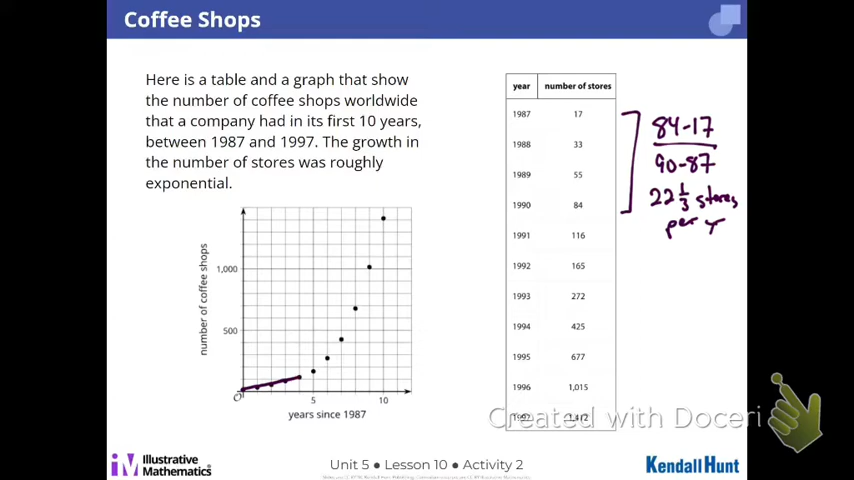 Coffee Shops
Here is a table and a graph that show
the number of coffee shops worldwide
that a company had in its first 10 years,
between 1987 and 1997. The growth in
the number of stores was roughly
exponential.
number of coffee shops
1,000
500
O
5
10
years since 1987
year number of stores
1987 17
1988 33
1989 55
1990 84
1991 116
1992 165
1993 272
1994 425
1995 677
1996 1,015
1997 1,412
84-17
90-87
22 1/3 stores
per yr
Created with Doceri
iM Illustrative
Mathematics®
Unit 5 ● Lesson 10 ● Activity 2
Kendall Hunt